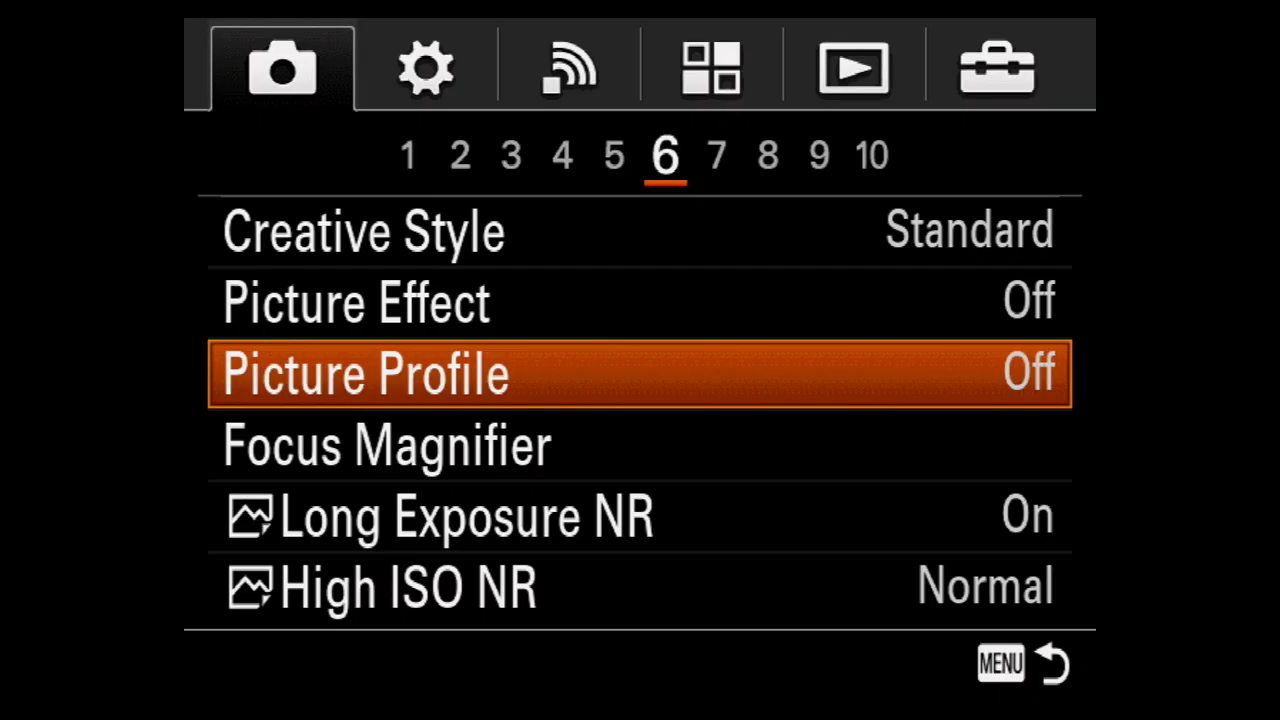 1 2 3 4 5 6 7 8 9 10
Creative Style Standard
Picture Effect Off
Picture Profile Off
Focus Magnifier
Long Exposure NR On
High ISO NR Normal
MENU